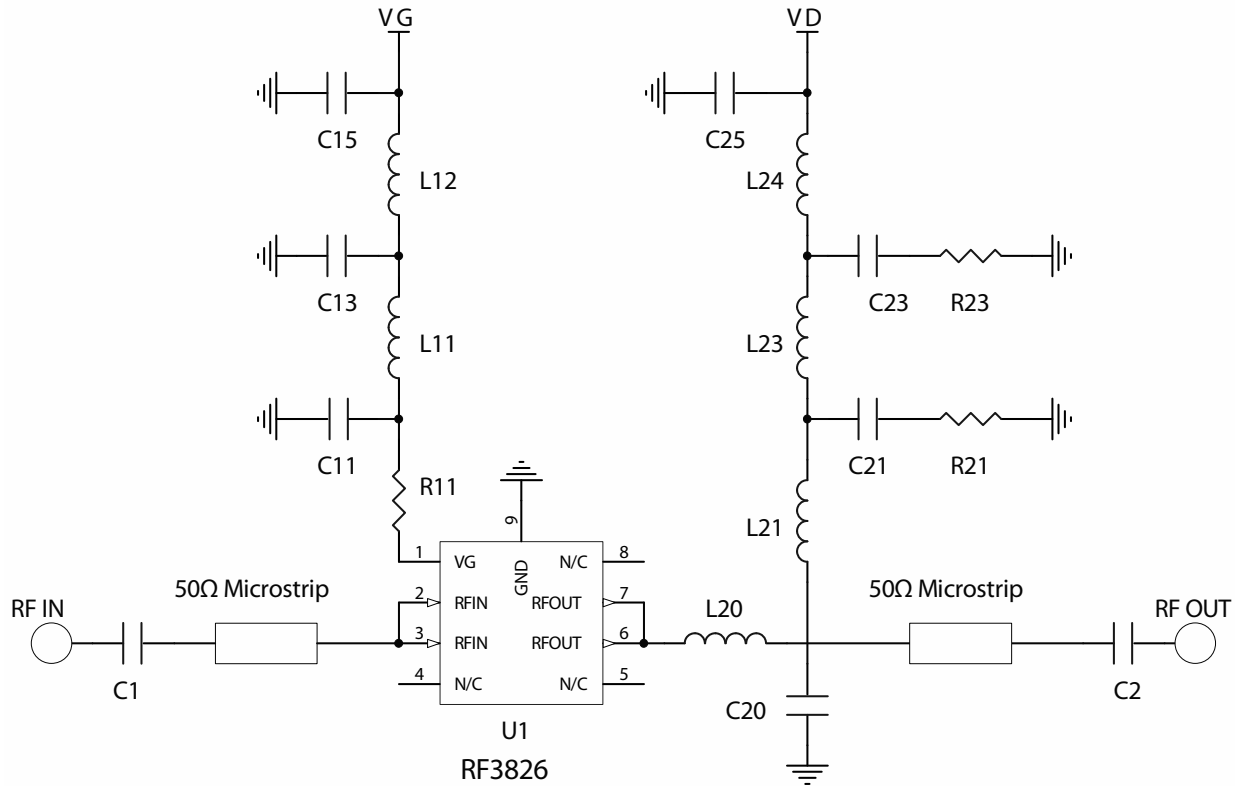 VG
VD
C15
C25
L12
L24
C13
C23
R23
L11
L23
C11
C21
R21
R11
L21
9
1
VG
GND
N/C
8
50Ω Microstrip
2
RFIN
RFOUT
7
L20
50Ω Microstrip
RF IN
RF OUT
3
RFIN
RFOUT
6
C1
4
N/C
N/C
5
C20
C2
U1
RF3826